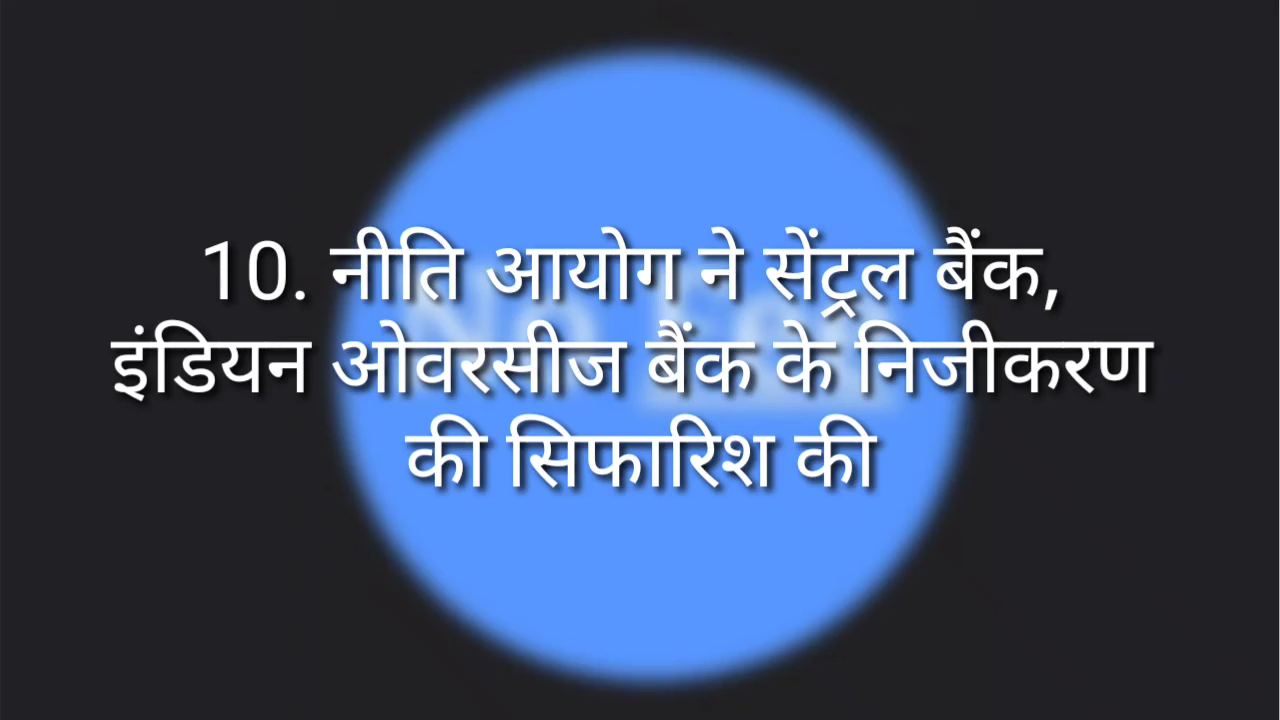 10. नीति आयोग ने सेंट्रल बैंक,
इंडियन ओवरसीज बैंक के निजीकरण
की सिफारिश की